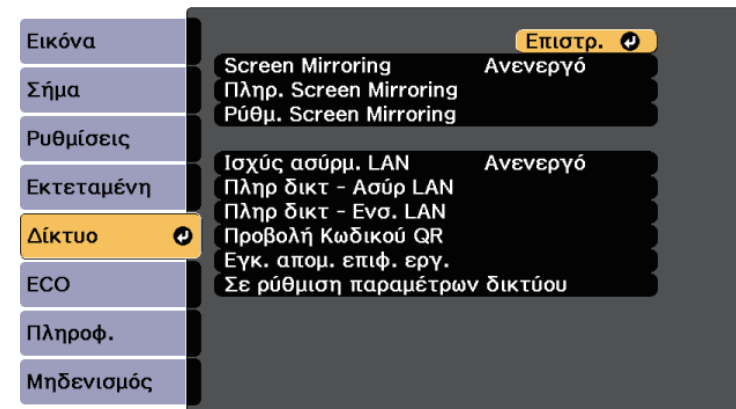 Εικόνα
Σήμα
Ρυθμίσεις
Εκτεταμένη
Δίκτυο
ECO
Πληροφ.
Μηδενισμός
Επιστρ.
Screen Mirroring Ανενεργό
Πληρ. Screen Mirroring
Ρύθμ. Screen Mirroring
Ισχύς ασύρμ. LAN Ανενεργό
Πληρ δικτ - Ασύρ LAN
Πληρ δικτ - Ενσ. LAN
Προβολή Κωδικού QR
Εγκ. απομ. επιφ. εργ.
Σε ρύθμιση παραμέτρων δικτύου